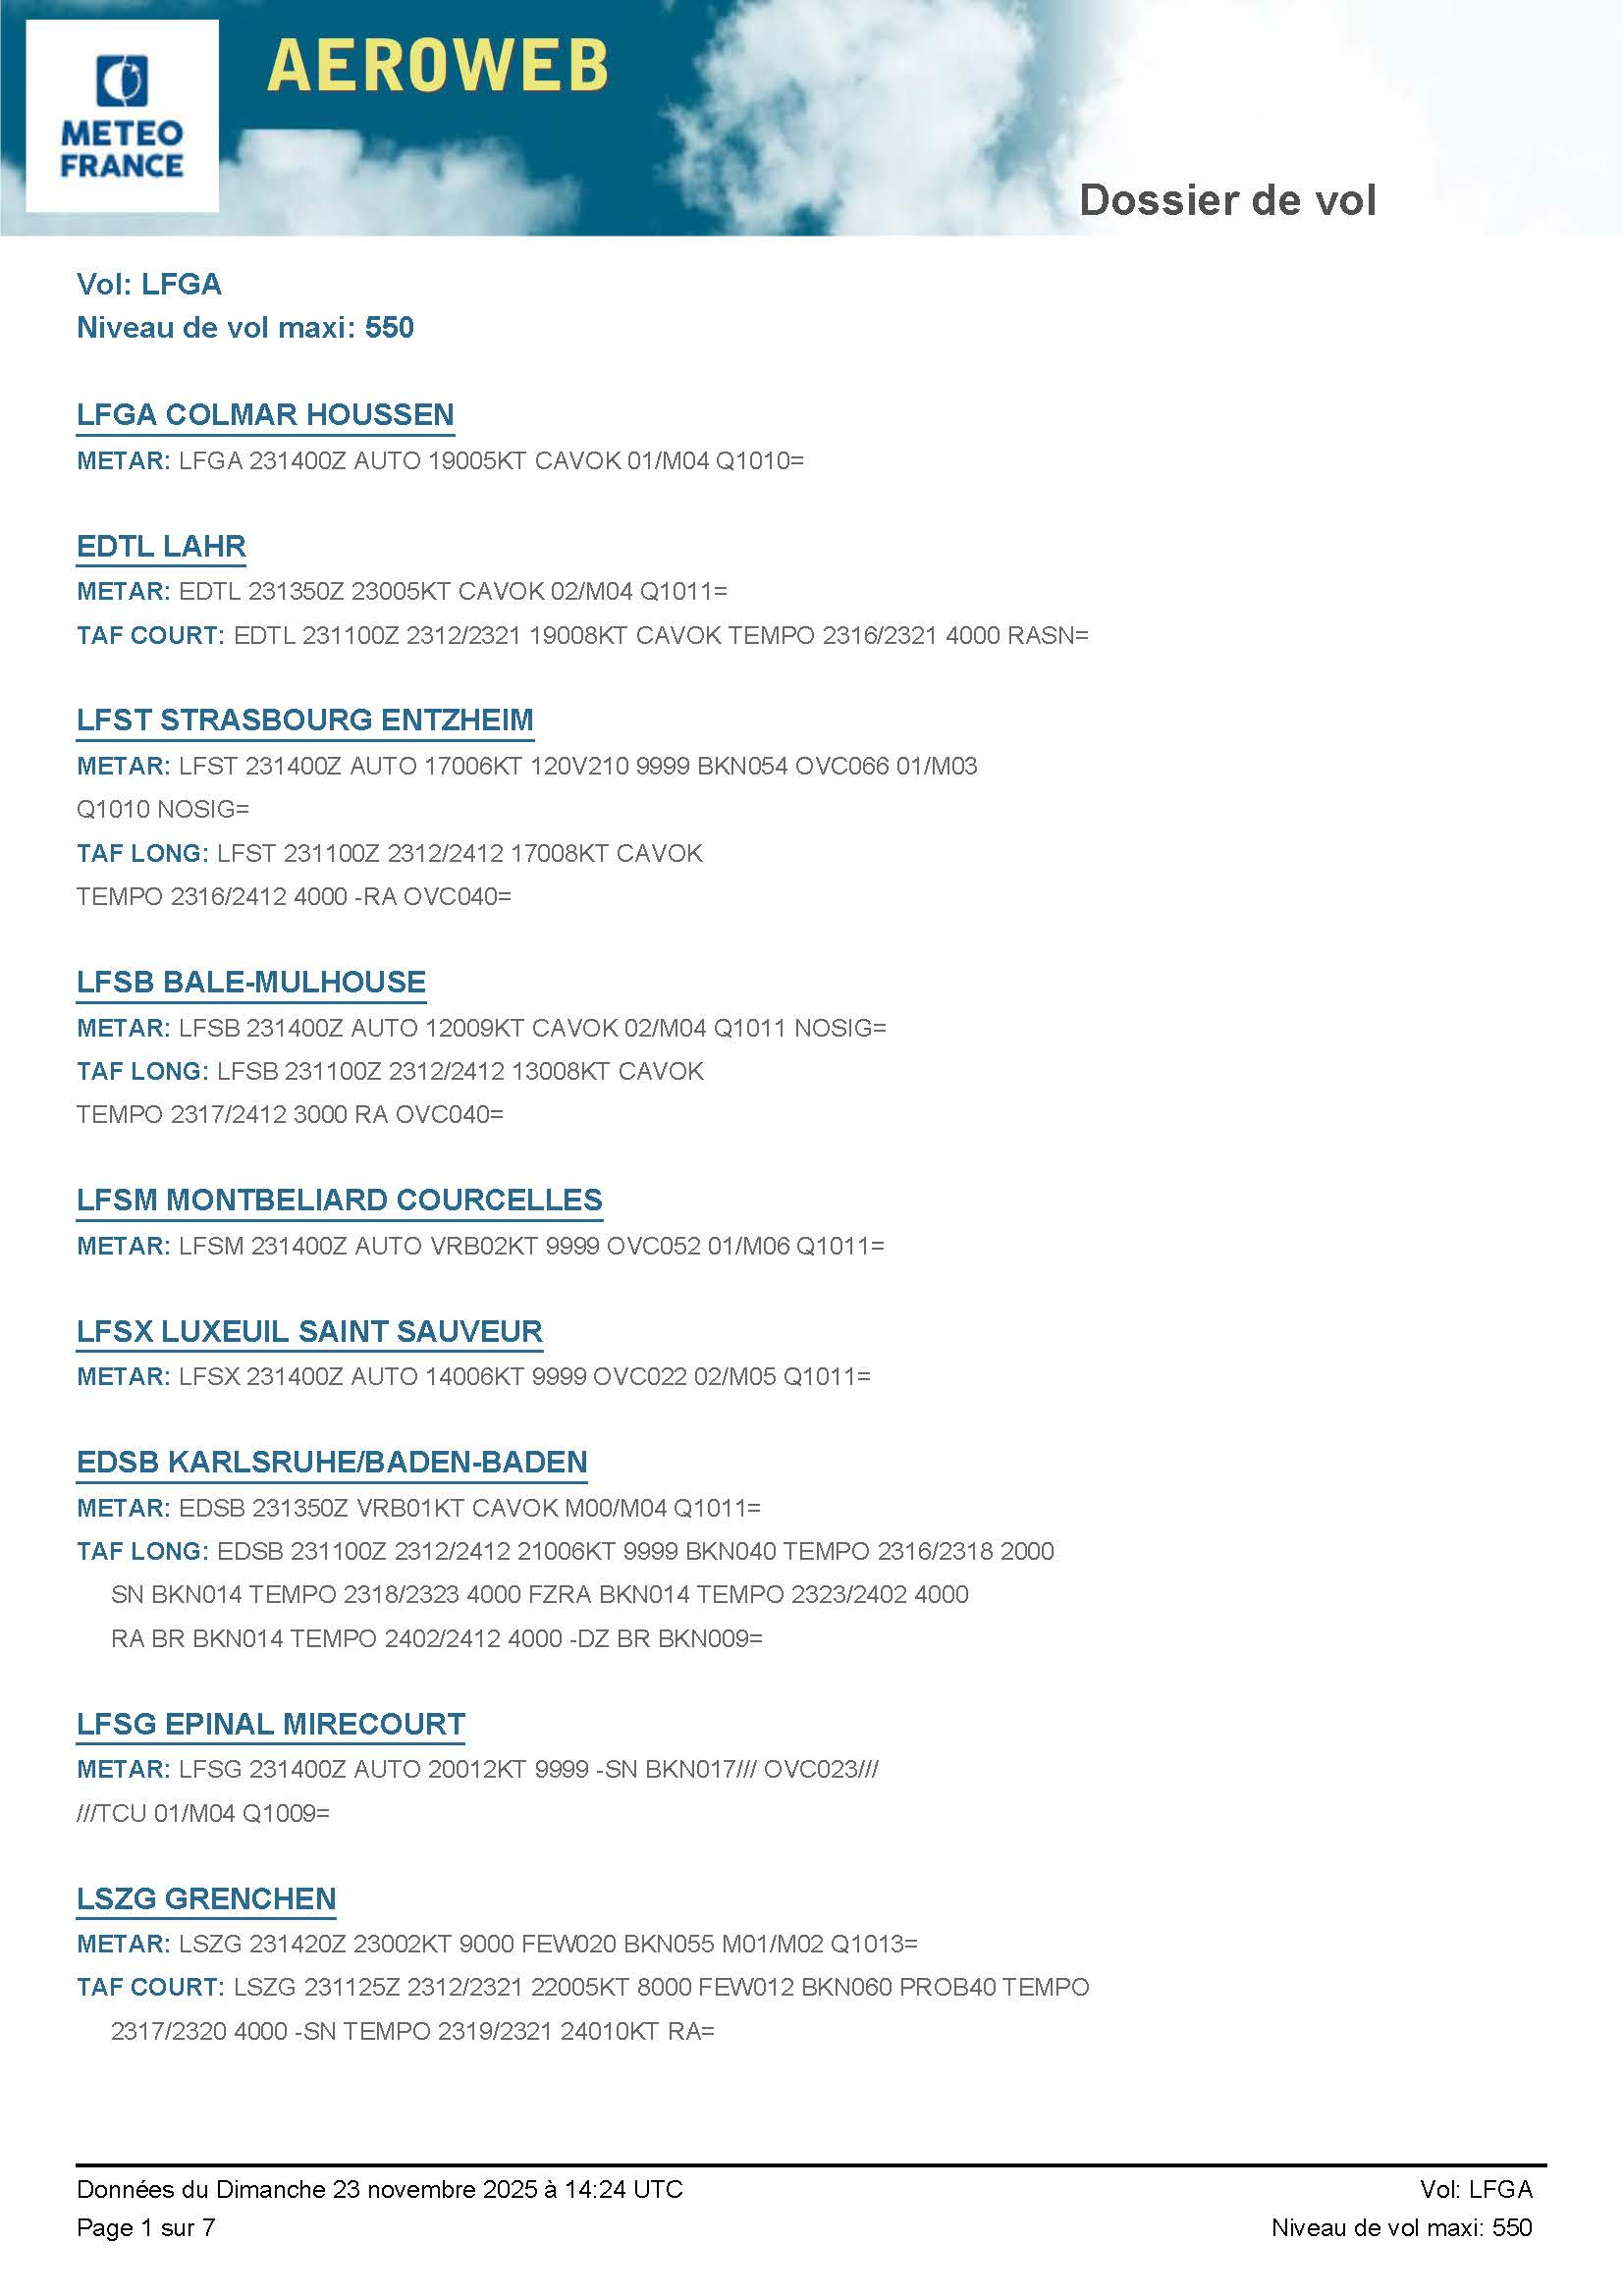 METEO
FRANCE
AEROWEB
Dossier de vol
Vol: LFGA
Niveau de vol maxi: 550
LFGA COLMAR HOUSSEN
METAR: LFGA 231400Z AUTO 19005KT CAVOK 01/M04 Q1010=
EDTL LAHR
METAR: EDTL 231350Z 23005KT CAVOK 02/M04 Q1011=
TAF COURT: EDTL 231100Z 2312/2321 19008KT CAVOK TEMPO 2316/2321 4000 RASN=
LFST STRASBOURG ENTZHEIM
METAR: LFST 231400Z AUTO 17006KT 120V210 9999 BKN054 OVC066 01/M03
Q1010 NOSIG=
TAF LONG: LFST 231100Z 2312/2412 17008KT CAVOK
TEMPO 2316/2412 4000 -RA OVC040=
LFSB BALE-MULHOUSE
METAR: LFSB 231400Z AUTO 12009KT CAVOK 02/M04 Q1011 NOSIG=
TAF LONG: LFSB 231100Z 2312/2412 13008KT CAVOK
TEMPO 2317/2412 3000 RA OVC040=
LFSM MONTBELIARD COURCELLES
METAR: LFSM 231400Z AUTO VRB02KT 9999 OVC052 01/M06 Q1011=
LFSX LUXEUIL SAINT SAUVEUR
METAR: LFSX 231400Z AUTO 14006KT 9999 OVC022 02/M05 Q1011=
EDSB KARLSRUHE/BADEN-BADEN
METAR: EDSB 231350Z VRB01KT CAVOK M00/M04 Q1011=
TAF LONG: EDSB 231100Z 2312/2412 21006KT 9999 BKN040 TEMPO 2316/2318 2000
SN BKN014 TEMPO 2318/2323 4000 FZRA BKN014 TEMPO 2323/2402 4000
RA BR BKN014 TEMPO 2402/2412 4000 -DZ BR BKN009=
LFSG EPINAL MIRECOURT
METAR: LFSG 231400Z AUTO 20012KT 9999 -SN BKN017/// OVC023///
///TCU 01/M04 Q1009=
LSZG GRENCHEN
METAR: LSZG 231420Z 23002KT 9000 FEW020 BKN055 M01/M02 Q1013=
TAF COURT: LSZG 231125Z 2312/2321 22005KT 8000 FEW012 BKN060 PROB40 TEMPO
2317/2320 4000 -SN TEMPO 2319/2321 24010KT RA=
Données du Dimanche 23 novembre 2025 à 14:24 UTC
Vol: LFGA
Page 1 sur 7
Niveau de vol maxi: 550